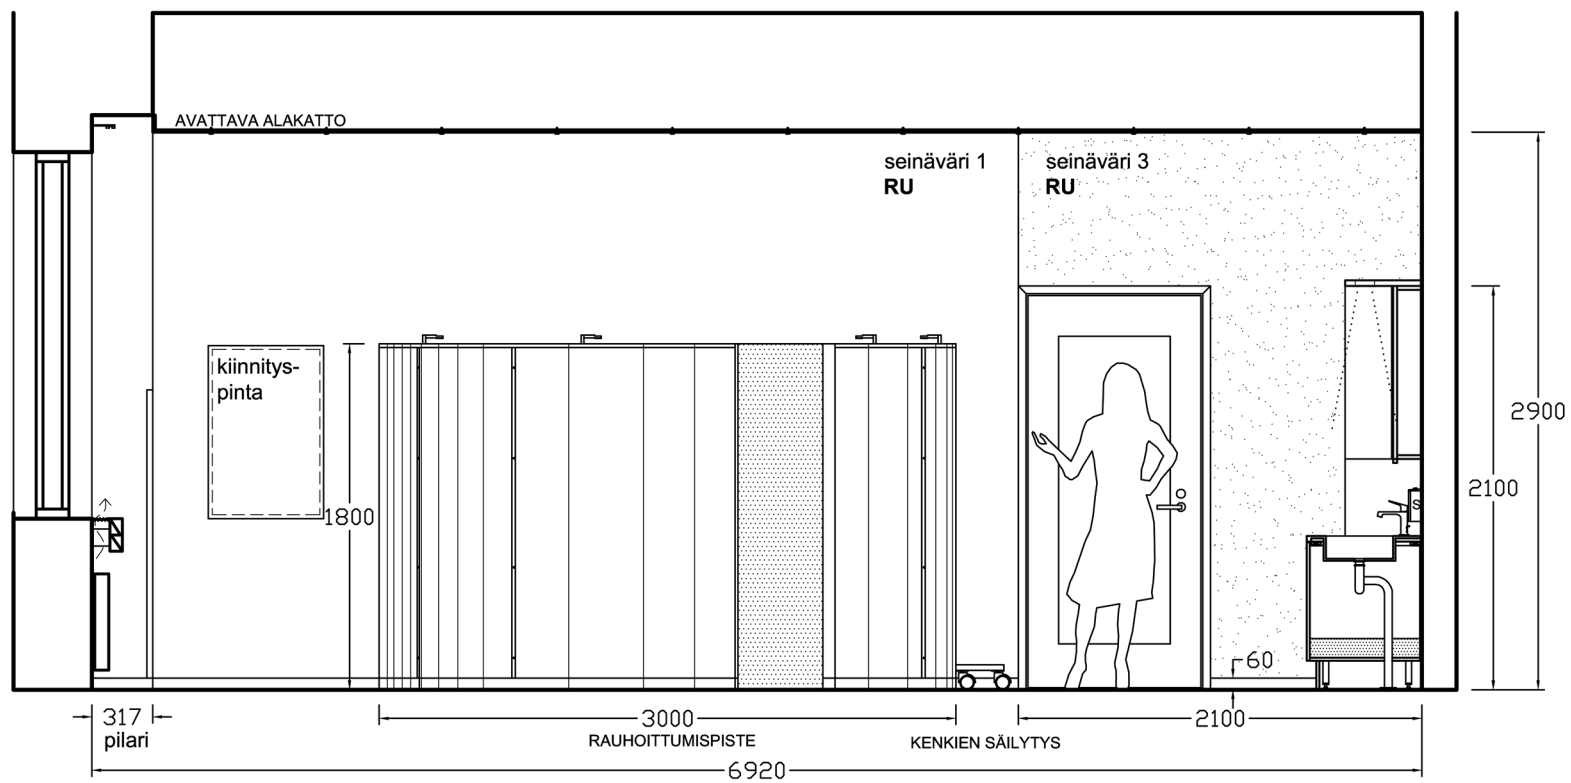 AVATTAVA ALAKATTO
seinäväri 1
RU
seinäväri 3
RU
kiinnitys-
pinta
1800
2900
2100
S
60
317
pilari
3000
2100
RAUHOITTUMISPISTE
KENKIEN SÄILYTYS
6920